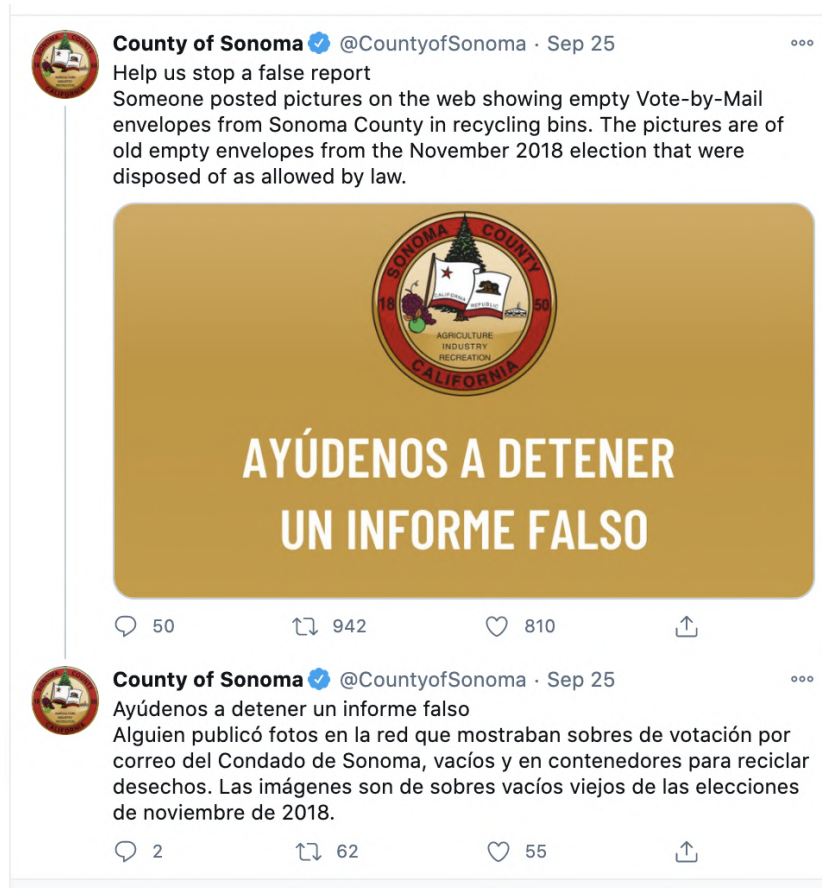 County of Sonoma @CountyofSonoma · Sep 25
Help us stop a false report
Someone posted pictures on the web showing empty Vote-by-Mail
envelopes from Sonoma County in recycling bins. The pictures are of
old empty envelopes from the November 2018 election that were
disposed of as allowed by law.
SONOMA COUNTY
18 50
CALIFORNIA
REPUBLIC
AGRICULTURE
INDUSTRY
RECREATION
CALIFORNIA
AYÚDENOS A DETENER
UN INFORME FALSO
50 942 810
County of Sonoma @CountyofSonoma · Sep 25
Ayúdenos a detener un informe falso
Alguien publicó fotos en la red que mostraban sobres de votación por
correo del Condado de Sonoma, vacíos y en contenedores para reciclar
desechos. Las imágenes son de sobres vacíos viejos de las elecciones
de noviembre de 2018.
2 62 55